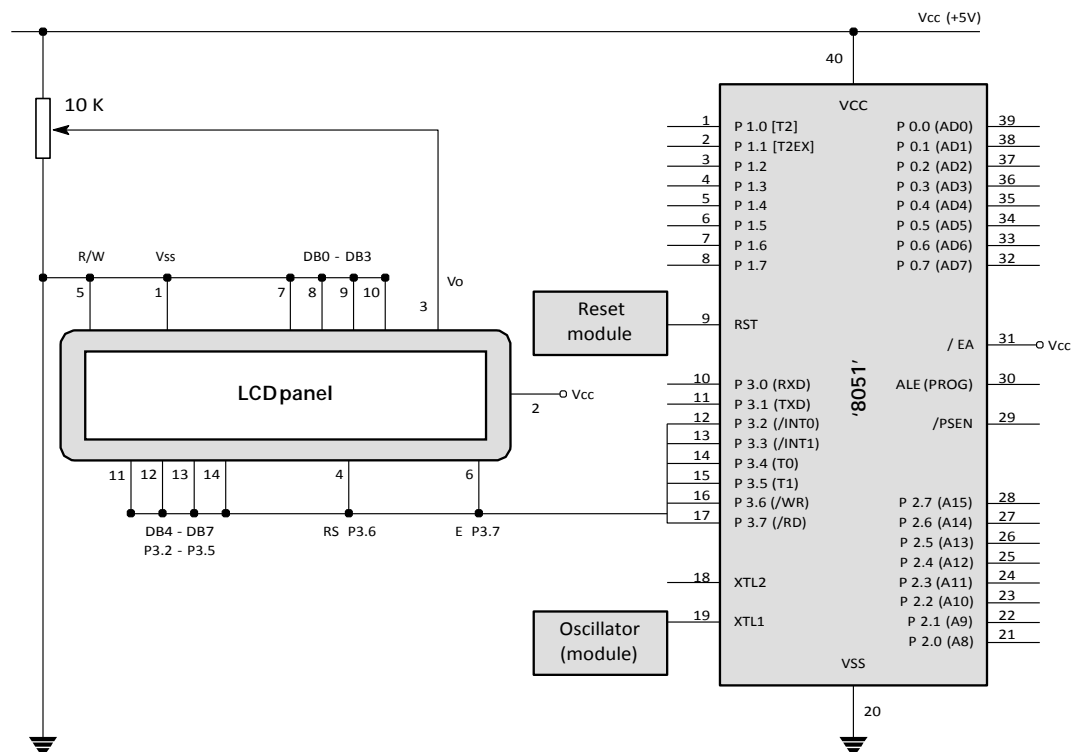 Vcc (+5V)
40
10 K
VCC
1 P 1.0 [T2] P 0.0 (AD0) 39
2 P 1.1 [T2EX] P 0.1 (AD1) 38
3 P 1.2 P 0.2 (AD2) 37
4 P 1.3 P 0.3 (AD3) 36
5 P 1.4 P 0.4 (AD4) 35
6 P 1.5 P 0.5 (AD5) 34
7 P 1.6 P 0.6 (AD6) 33
8 P 1.7 P 0.7 (AD7) 32
R/W Vss DB0 - DB3
5 1 7 8 9 10 3 Vo
Reset
module
9 RST
/ EA 31 Vcc
'8051'
LCD panel
2 Vcc
10 P 3.0 (RXD) ALE (PROG) 30
11 P 3.1 (TXD)
12 P 3.2 (/INT0) /PSEN 29
13 P 3.3 (/INT1)
14 P 3.4 (T0)
15 P 3.5 (T1)
16 P 3.6 (/WR) P 2.7 (A15) 28
17 P 3.7 (/RD) P 2.6 (A14) 27
P 2.5 (A13) 26
P 2.4 (A12) 25
18 XTL2 P 2.3 (A11) 24
P 2.2 (A10) 23
19 XTL1 P 2.1 (A9) 22
P 2.0 (A8) 21
11 12 13 14 4 6
DB4 - DB7 RS P3.6 E P3.7
P3.2 - P3.5
Oscillator
(module)
VSS
20